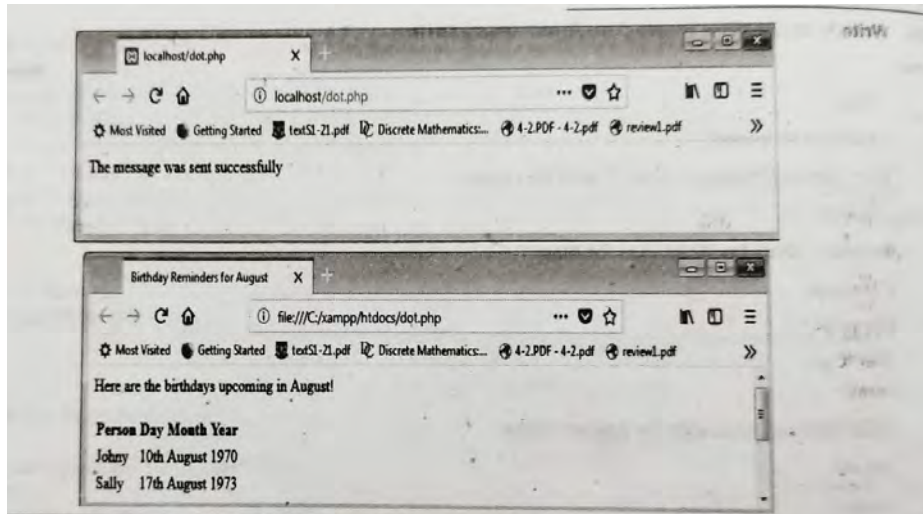 Write
localhost/dot.php X
localhost/dot.php
Most Visited Getting Started textS1-21.pdf Discrete Mathematics:... 4-2.PDF - 4-2.pdf review1.pdf
The message was sent successfully
Birthday Reminders for August X
file:///C:/xampp/htdocs/dot.php
Most Visited Getting Started textS1-21.pdf Discrete Mathematics:... 4-2.PDF - 4-2.pdf review1.pdf
Here are the birthdays upcoming in August!
Person Day Month Year
Johny 10th August 1970
Sally 17th August 1973